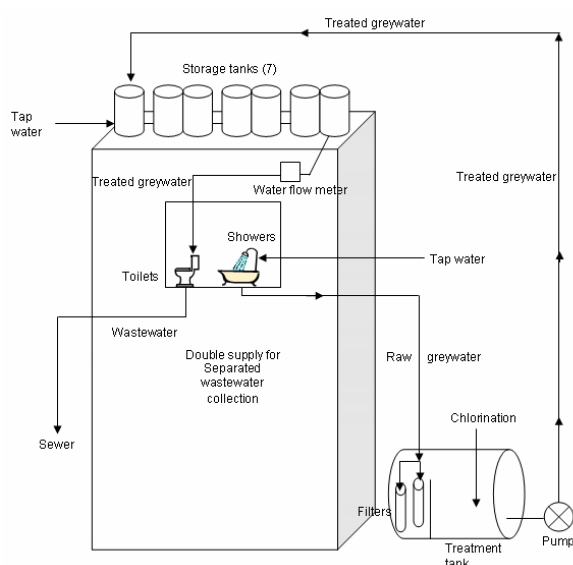 Treated greywater
Storage tanks (7)
Tap
water
Treated greywater
Water flow meter
Treated greywater
Showers
Tap water
Toilets
Wastewater
Double supply for
Separated
wastewater
collection
Raw greywater
Sewer
Chlorination
Filters
Pump
Treatment
tank